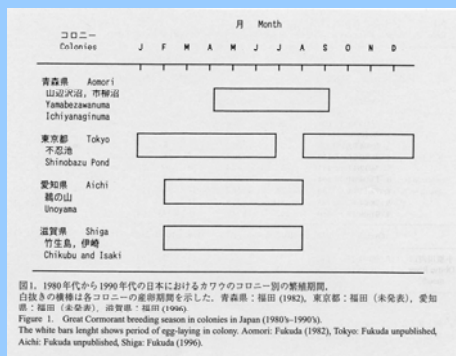 月 Month
コロニー
Colonies
J F M A M J J A S O N D
青森県 Aomori
山辺沢沼，市柳沼
Yamabezawanuma
Ichiyanaginuma
東京都 Tokyo
不忍池
Shinobazu Pond
愛知県 Aichi
鵜の山
Unoyama
滋賀県 Shiga
竹生島，伊崎
Chikubu and Isaki
図1．1980年代から1990年代の日本におけるカワウのコロニー別の繁殖期間．
白抜きの横棒は各コロニーの産卵期間を示した．青森県：福田 (1982)，東京都：福田（未発表），愛知
県：福田（未発表），滋賀県：福田 (1996)．
Figure 1. Great Cormorant breeding season in colonies in Japan (1980's–1990's).
The white bars lenght shows period of egg-laying in colony. Aomori: Fukuda (1982), Tokyo: Fukuda unpublished,
Aichi: Fukuda unpublished, Shiga: Fukuda (1996).